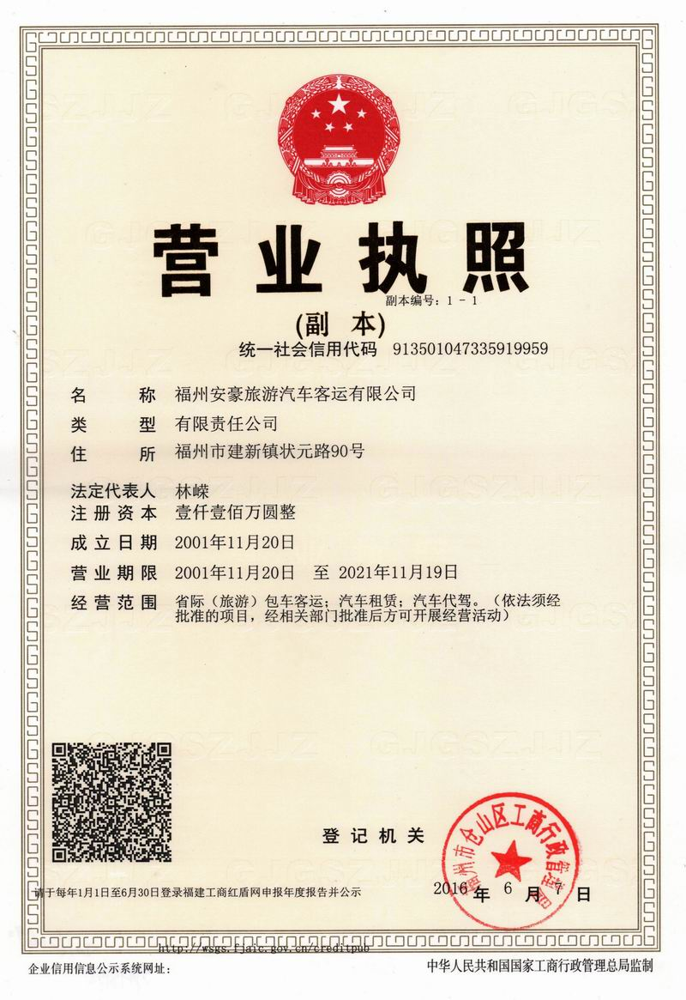 营业执照
副本编号：1－1
(副 本)
统一社会信用代码 913501047335919959
名 称 福州安豪旅游汽车客运有限公司
类 型 有限责任公司
住 所 福州市建新镇状元路90号
法定代表人 林嵘
注册资本 壹仟壹佰万圆整
成立日期 2001年11月20日
营业期限 2001年11月20日 至 2021年11月19日
经营范围 省际（旅游）包车客运；汽车租赁；汽车代驾。（依法须经
批准的项目，经相关部门批准后方可开展经营活动）
登记机关
福州市仓山区工商行政管理局
2016年 6月 7日
请于每年1月1日至6月30日登录福建工商红盾网申报年度报告并公示
http://wsgs.fjaic.gov.cn/creditpub
企业信用信息公示系统网址：
中华人民共和国国家工商行政管理总局监制